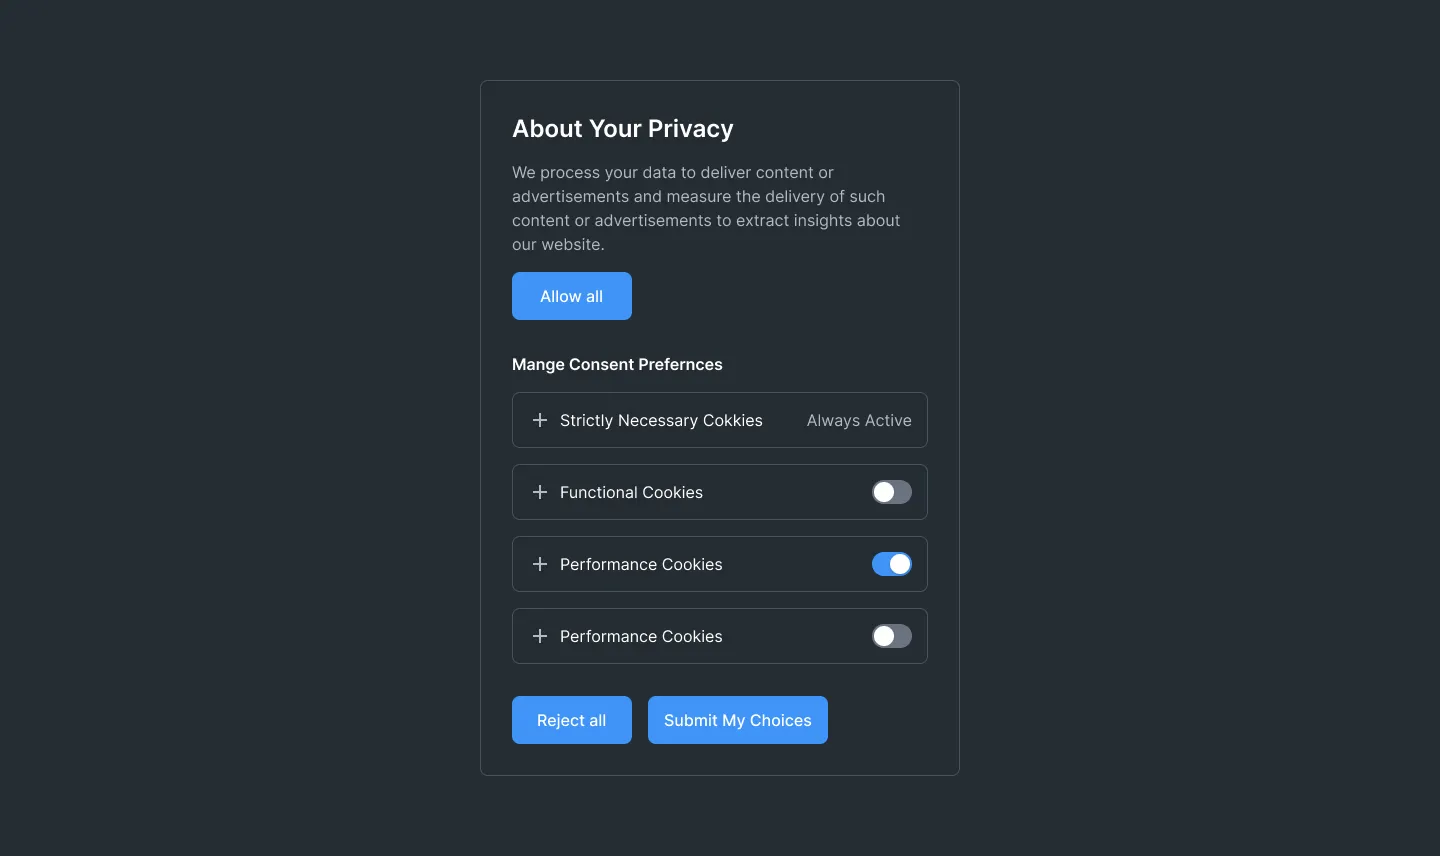 About Your Privacy
We process your data to deliver content or
advertisements and measure the delivery of such
content or advertisements to extract insights about
our website.
Allow all
Mange Consent Prefernces
Strictly Necessary Cokkies Always Active
Functional Cookies
Performance Cookies
Performance Cookies
Reject all Submit My Choices